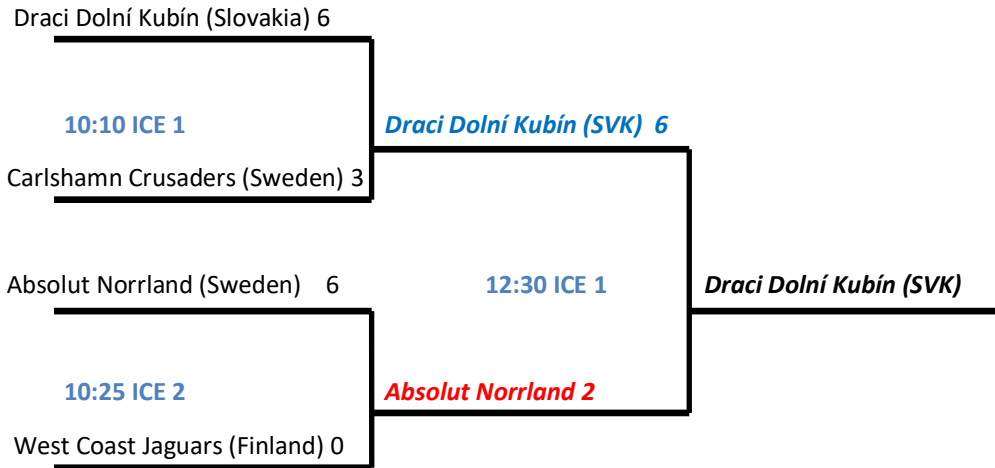 Draci Dolní Kubín (Slovakia) 6
10:10 ICE 1
Draci Dolní Kubín (SVK) 6
Carlshamn Crusaders (Sweden) 3
Absolut Norrland (Sweden) 6
12:30 ICE 1
Draci Dolní Kubín (SVK)
10:25 ICE 2
Absolut Norrland 2
West Coast Jaguars (Finland) 0